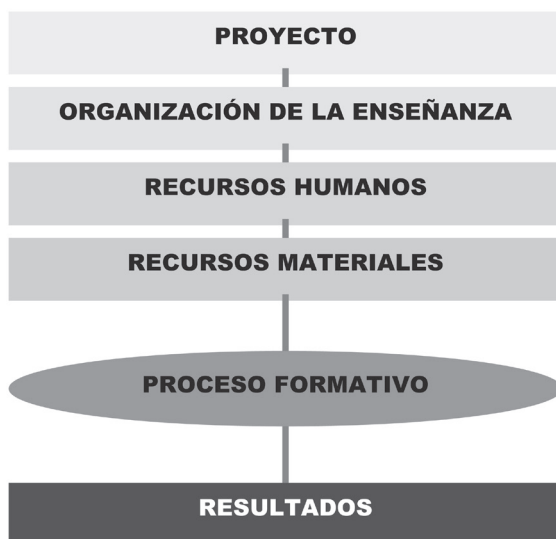 PROYECTO
ORGANIZACIÓN DE LA ENSEÑANZA
RECURSOS HUMANOS
RECURSOS MATERIALES
PROCESO FORMATIVO
RESULTADOS